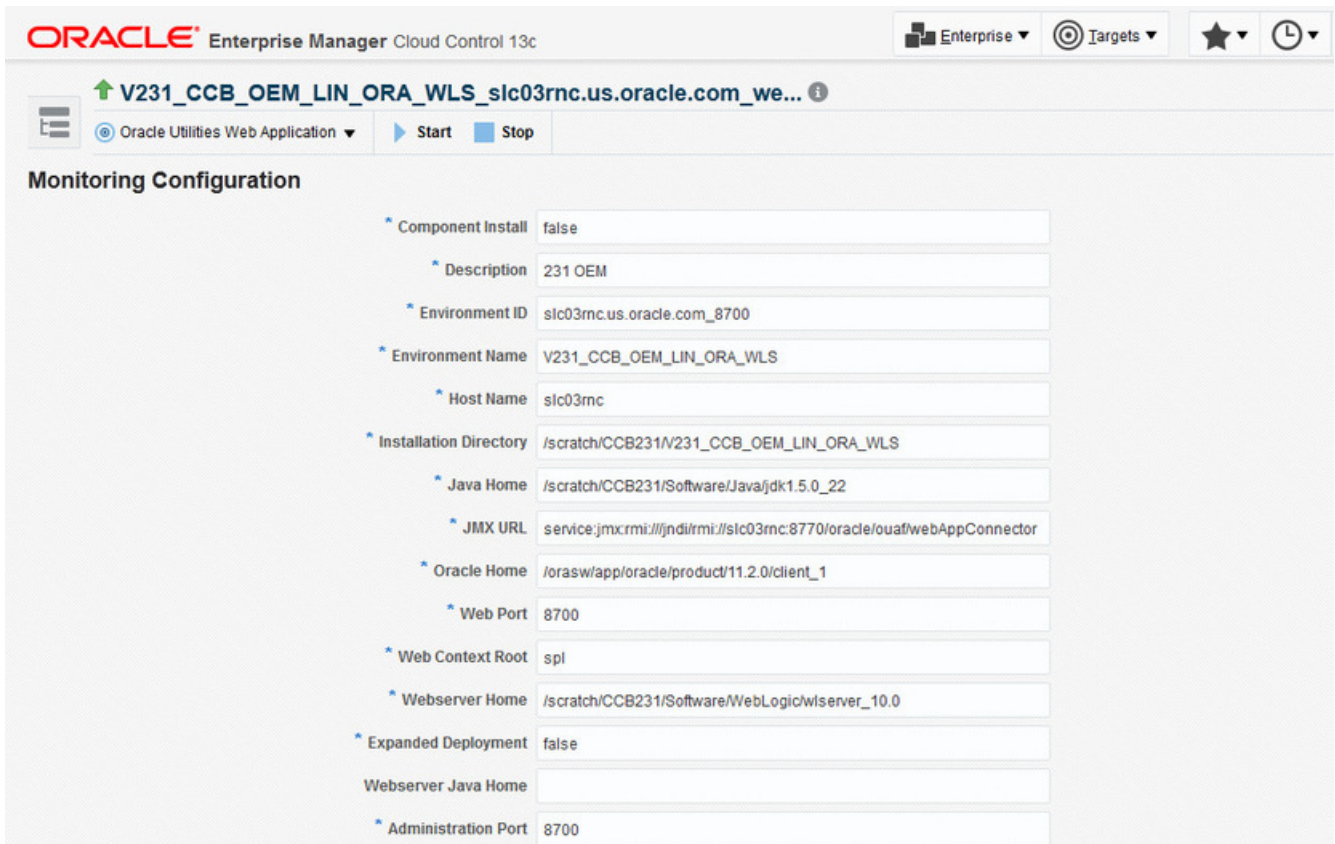 ORACLE® Enterprise Manager Cloud Control 13c Enterprise Targets
V231_CCB_OEM_LIN_ORA_WLS_slc03rnc.us.oracle.com_we...
Oracle Utilities Web Application Start Stop
Monitoring Configuration
* Component Install false
* Description 231 OEM
* Environment ID slc03rnc.us.oracle.com_8700
* Environment Name V231_CCB_OEM_LIN_ORA_WLS
* Host Name slc03rnc
* Installation Directory /scratch/CCB231/V231_CCB_OEM_LIN_ORA_WLS
* Java Home /scratch/CCB231/Software/Java/jdk1.5.0_22
* JMX URL service:jmx:rmi:///jndi/rmi://slc03rnc:8770/oracle/ouaf/webAppConnector
* Oracle Home /orasw/app/oracle/product/11.2.0/client_1
* Web Port 8700
* Web Context Root spl
* Webserver Home /scratch/CCB231/Software/WebLogic/wlserver_10.0
* Expanded Deployment false
Webserver Java Home
* Administration Port 8700